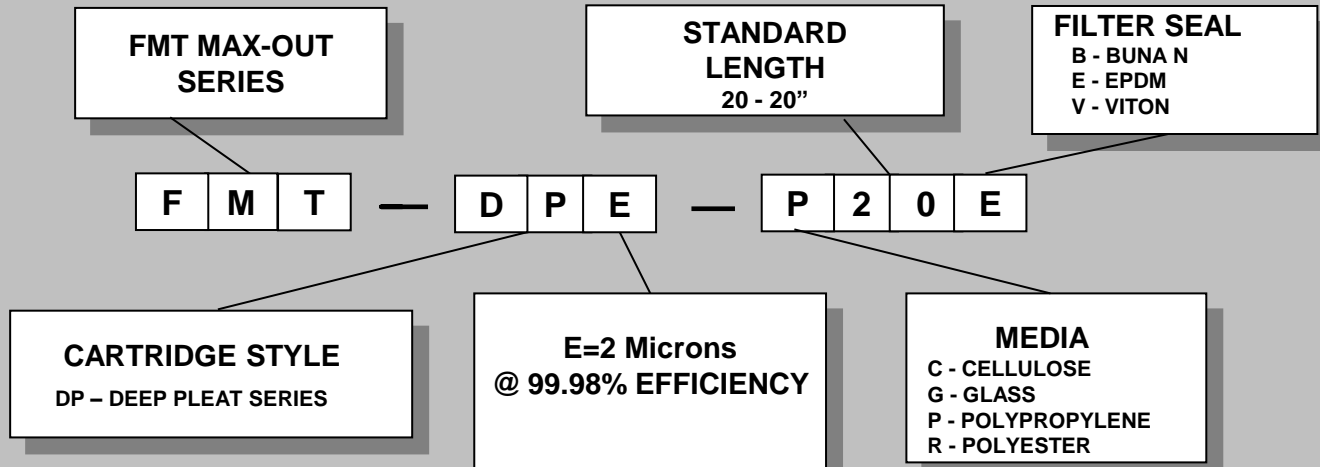 FMT MAX-OUT
SERIES
STANDARD
LENGTH
20 - 20”
FILTER SEAL
B - BUNA N
E - EPDM
V - VITON
F M T — D P E — P 2 0 E
CARTRIDGE STYLE
DP – DEEP PLEAT SERIES
E=2 Microns
@ 99.98% EFFICIENCY
MEDIA
C - CELLULOSE
G - GLASS
P - POLYPROPYLENE
R - POLYESTER